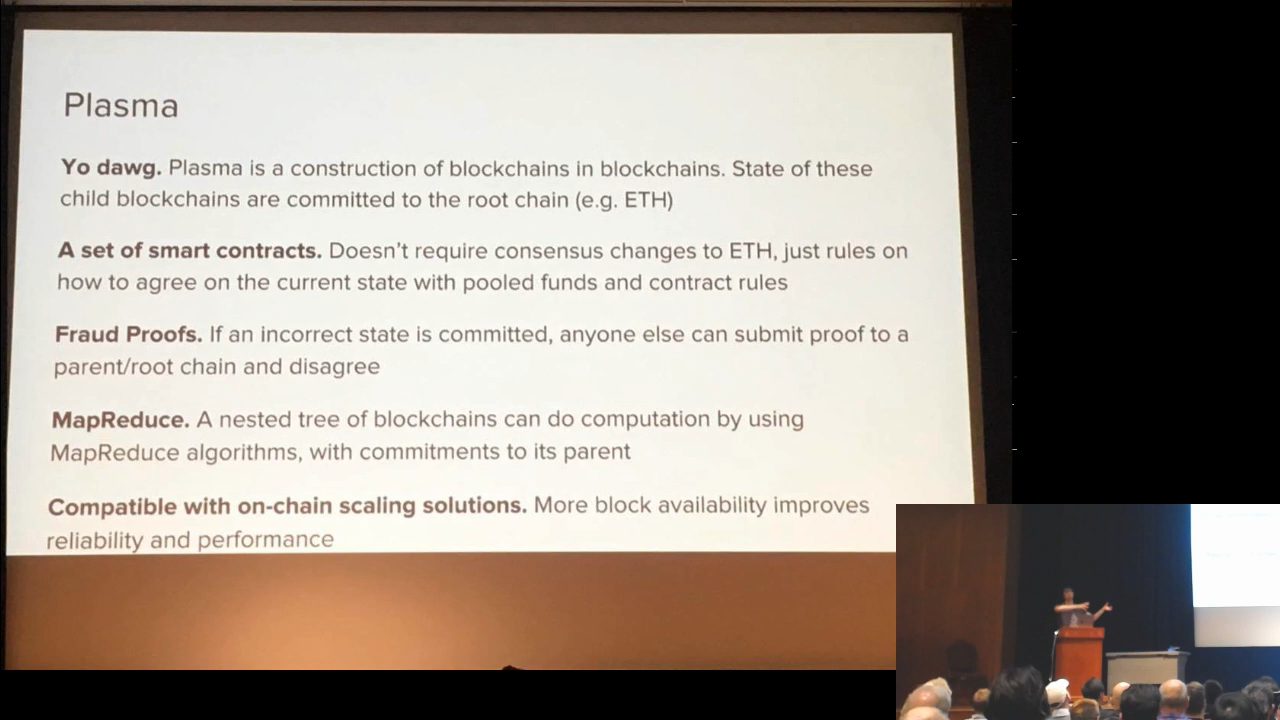 Plasma
Yo dawg. Plasma is a construction of blockchains in blockchains. State of these
child blockchains are committed to the root chain (e.g. ETH)
A set of smart contracts. Doesn't require consensus changes to ETH, just rules on
how to agree on the current state with pooled funds and contract rules
Fraud Proofs. If an incorrect state is committed, anyone else can submit proof to a
parent/root chain and disagree
MapReduce. A nested tree of blockchains can do computation by using
MapReduce algorithms, with commitments to its parent
Compatible with on-chain scaling solutions. More block availability improves
reliability and performance